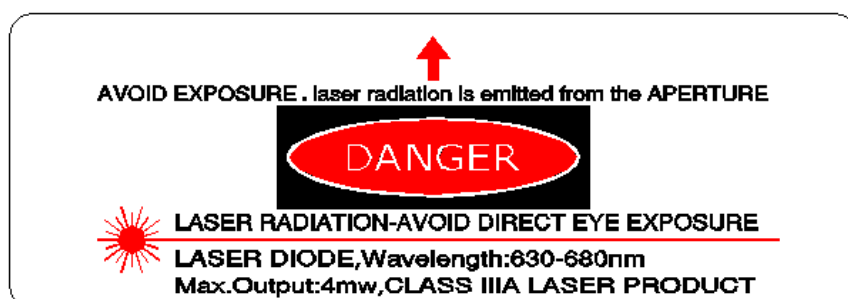 AVOID EXPOSURE. laser radiation is emitted from the APERTURE
DANGER
LASER RADIATION-AVOID DIRECT EYE EXPOSURE
LASER DIODE,Wavelength:630-680nm
Max.Output:4mw,CLASS IIIA LASER PRODUCT